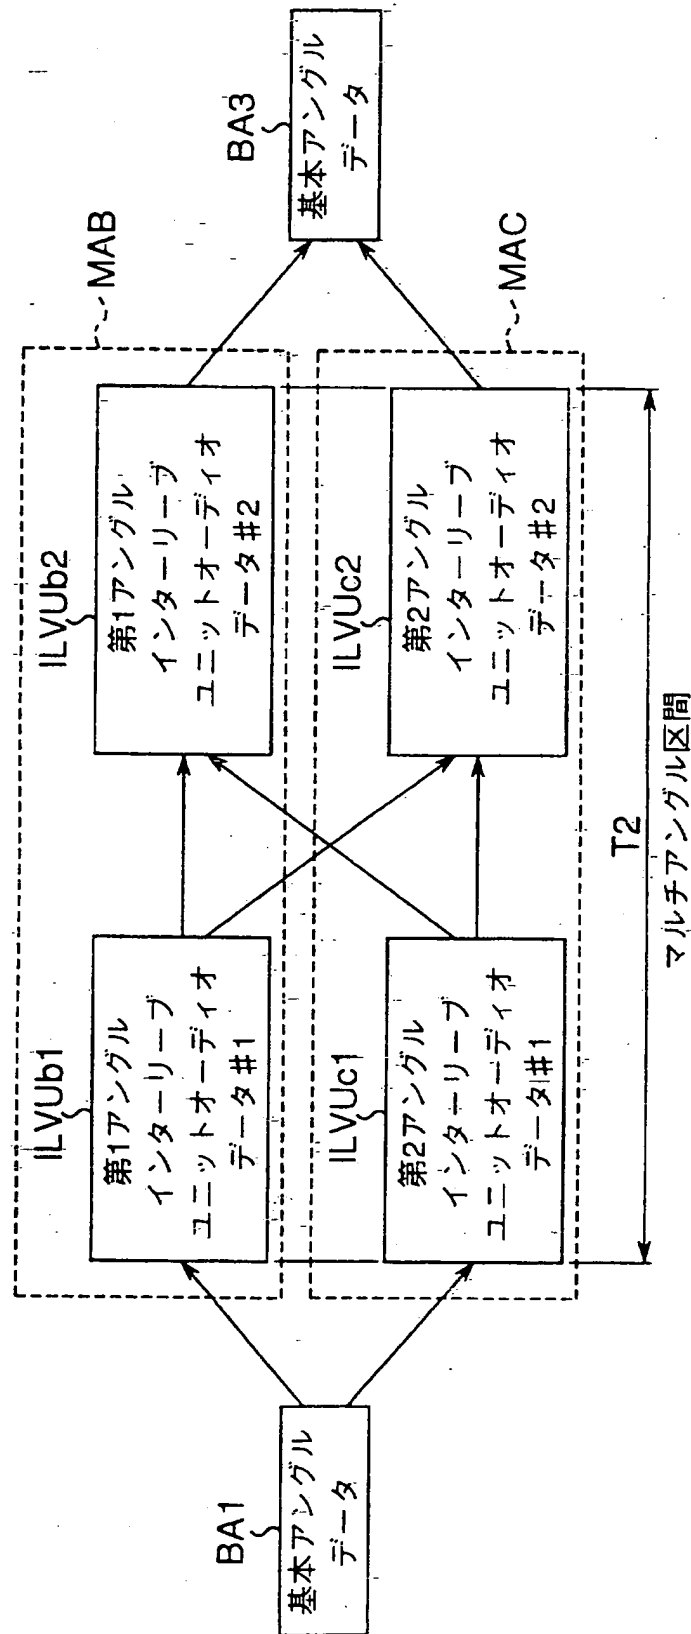 BA1
基本アングル
データ
MAB
ILVUb1
第1アングル
インターリーブ
ユニットオーディオ
データ#1
ILVUb2
第1アングル
インターリーブ
ユニットオーディオ
データ#2
ILVUc1
第2アングル
インターリーブ
ユニットオーディオ
データ#1
ILVUc2
第2アングル
インターリーブ
ユニットオーディオ
データ#2
MAC
BA3
基本アングル
データ
T2
マルチアングル区間